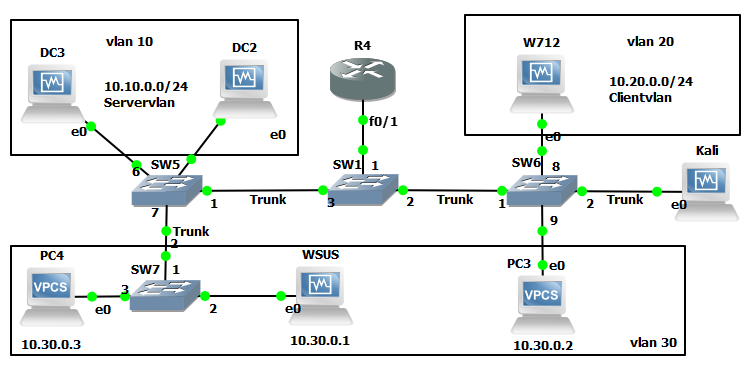 vlan 10
DC3
DC2
10.10.0.0/24
Servervlan
e0
e0
R4
f0/1
W712
vlan 20
10.20.0.0/24
Clientvlan
e0
6
SW5
7
1
Trunk
SW1
1
3
2
Trunk
SW6
8
1
2
9
Kali
e0
Trunk
2
PC4
VPCS
e0
10.30.0.3
SW7
1
3
2
WSUS
e0
10.30.0.1
PC3
e0
VPCS
10.30.0.2
vlan 30